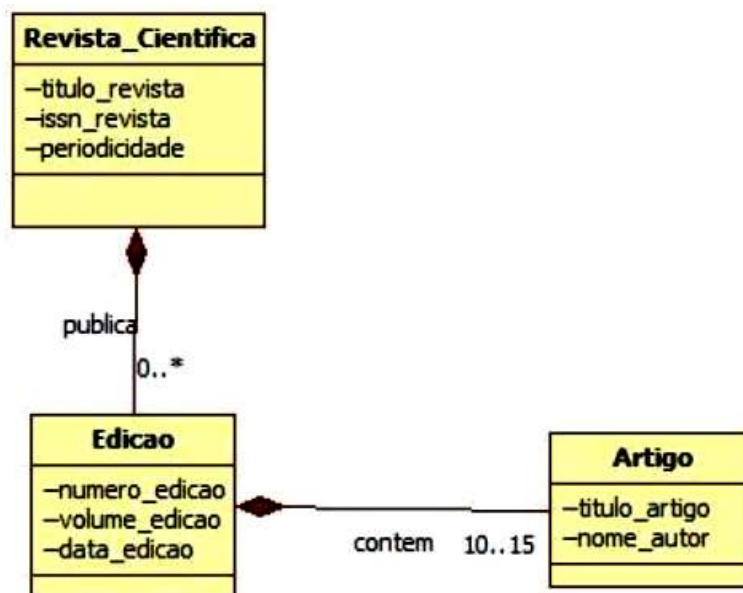 Revista_Cientifica
–titulo_revista
–issn_revista
–periodicidade
publica
0..*
Edicao
–numero_edicao
–volume_edicao
–data_edicao
contem 10..15
Artigo
–titulo_artigo
–nome_autor